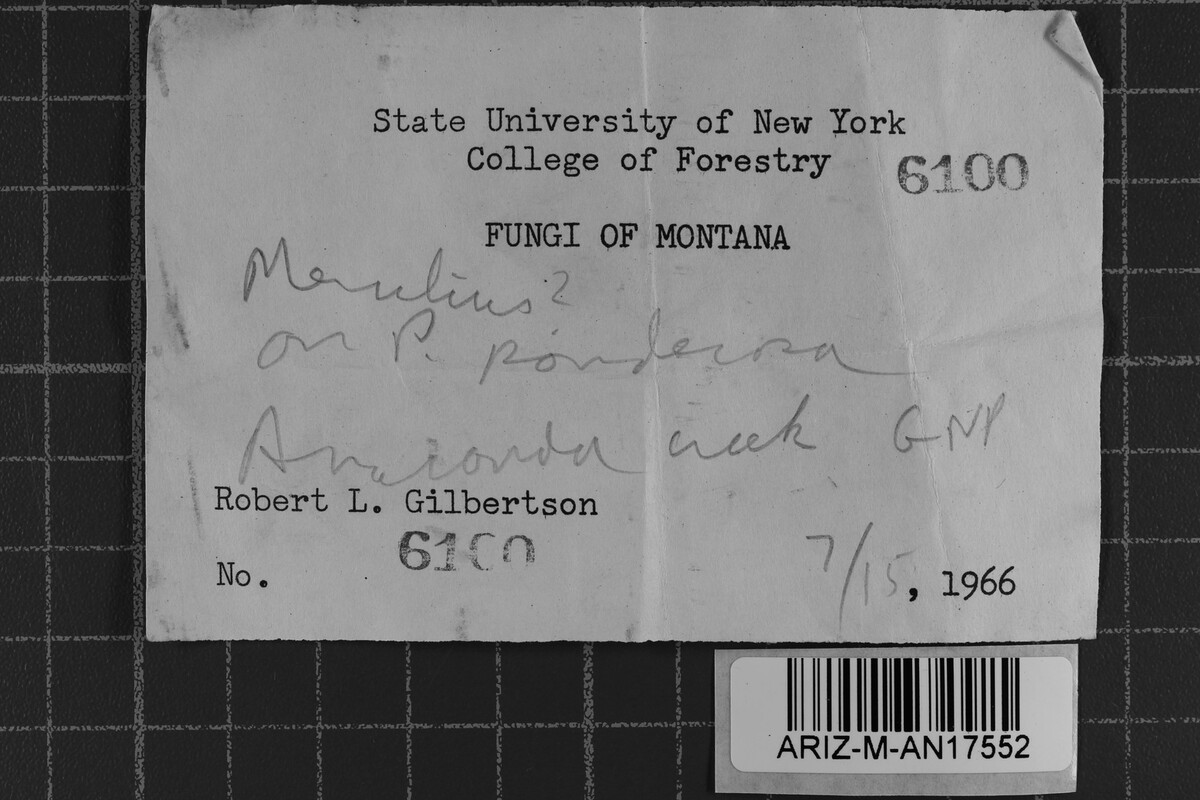 State University of New York
College of Forestry
6100
FUNGI OF MONTANA
Merulius?
on P. ponderosa
Anaconda creek GNP
Robert L. Gilbertson
6100
No.
7/15, 1966
ARIZ-M-AN17552